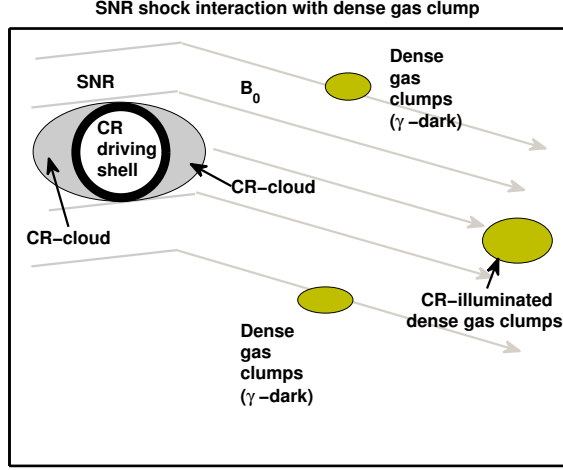 SNR shock interaction with dense gas clump
Dense
gas
clumps
(γ−dark)
SNR
B0
CR
driving
shell
CR−cloud
CR−cloud
CR−illuminated
dense gas clumps
Dense
gas
clumps
(γ−dark)